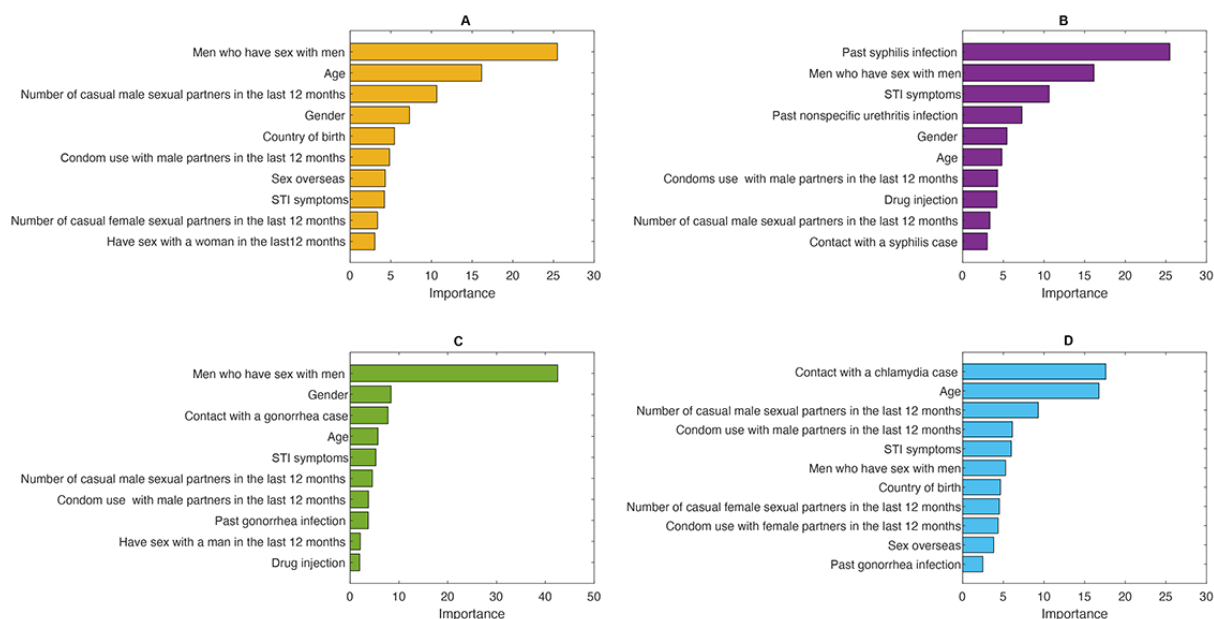 A
Men who have sex with men
Age
Number of casual male sexual partners in the last 12 months
Gender
Country of birth
Condom use with male partners in the last 12 months
Sex overseas
STI symptoms
Number of casual female sexual partners in the last 12 months
Have sex with a woman in the last12 months
0 5 10 15 20 25 30
Importance
B
Past syphilis infection
Men who have sex with men
STI symptoms
Past nonspecific urethritis infection
Gender
Age
Condoms use with male partners in the last 12 months
Drug injection
Number of casual male sexual partners in the last 12 months
Contact with a syphilis case
0 5 10 15 20 25 30
Importance
C
Men who have sex with men
Gender
Contact with a gonorrhea case
Age
STI symptoms
Number of casual male sexual partners in the last 12 months
Condom use with male partners in the last 12 months
Past gonorrhea infection
Have sex with a man in the last 12 months
Drug injection
0 10 20 30 40 50
Importance
D
Contact with a chlamydia case
Age
Number of casual male sexual partners in the last 12 months
Condom use with male partners in the last 12 months
STI symptoms
Men who have sex with men
Country of birth
Number of casual female sexual partners in the last 12 months
Condom use with female partners in the last 12 months
Sex overseas
Past gonorrhea infection
0 5 10 15 20 25 30
Importance